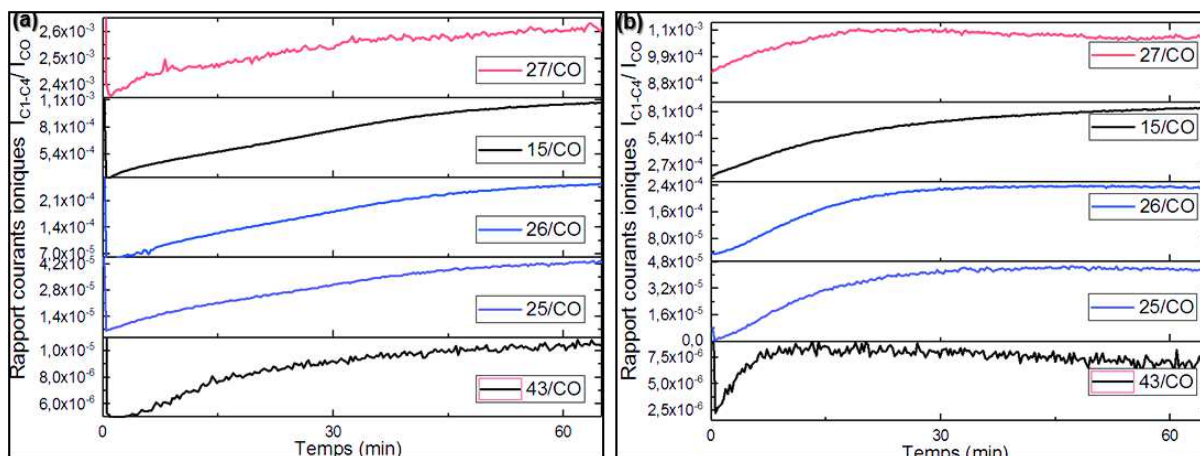 (a)
Rapport courants ioniques I_C1-C4/ I_CO
2,6x10⁻³
2,5x10⁻³
2,4x10⁻³
27/CO
1,1x10⁻³
8,1x10⁻⁴
5,4x10⁻⁴
15/CO
2,1x10⁻⁴
1,4x10⁻⁴
7,0x10⁻⁵
26/CO
4,2x10⁻⁵
2,8x10⁻⁵
1,4x10⁻⁵
25/CO
1,0x10⁻⁵
8,0x10⁻⁶
6,0x10⁻⁶
43/CO
0 30 60
Temps (min)
(b)
Rapport courants ioniques I_C1-C4/ I_CO
1,1x10⁻³
9,9x10⁻⁴
8,8x10⁻⁴
27/CO
8,1x10⁻⁴
5,4x10⁻⁴
2,7x10⁻⁴
15/CO
2,4x10⁻⁴
1,6x10⁻⁴
8,0x10⁻⁵
26/CO
4,8x10⁻⁵
3,2x10⁻⁵
1,6x10⁻⁵
0,0
25/CO
7,5x10⁻⁶
5,0x10⁻⁶
2,5x10⁻⁶
43/CO
0 15 30 45 60
Temps (min)